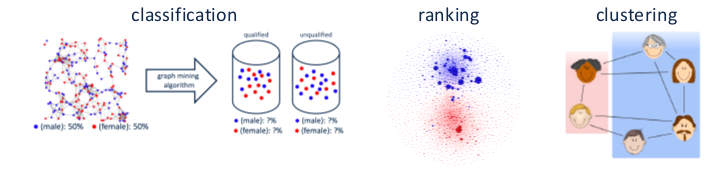 classification
ranking
clustering
qualified
unqualified
graph mining
algorithm
(male): 50% (female): 50%
(male): ?%
(female): ?%
(male): ?%
(female): ?%